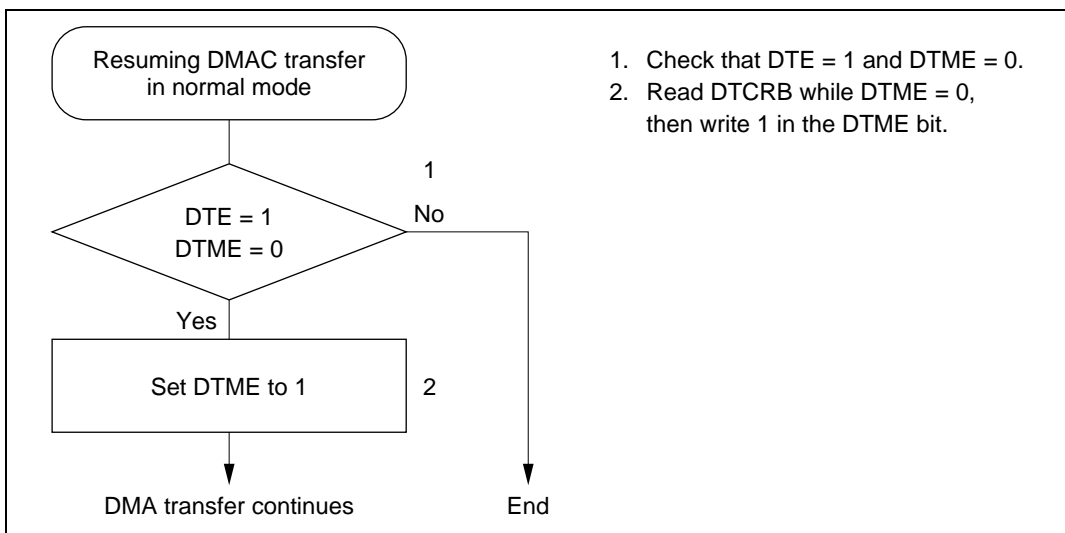 Resuming DMAC transfer
in normal mode
1
DTE = 1
DTME = 0
No
Yes
Set DTME to 1
2
DMA transfer continues
End
1. Check that DTE = 1 and DTME = 0.
2. Read DTCRB while DTME = 0,
then write 1 in the DTME bit.